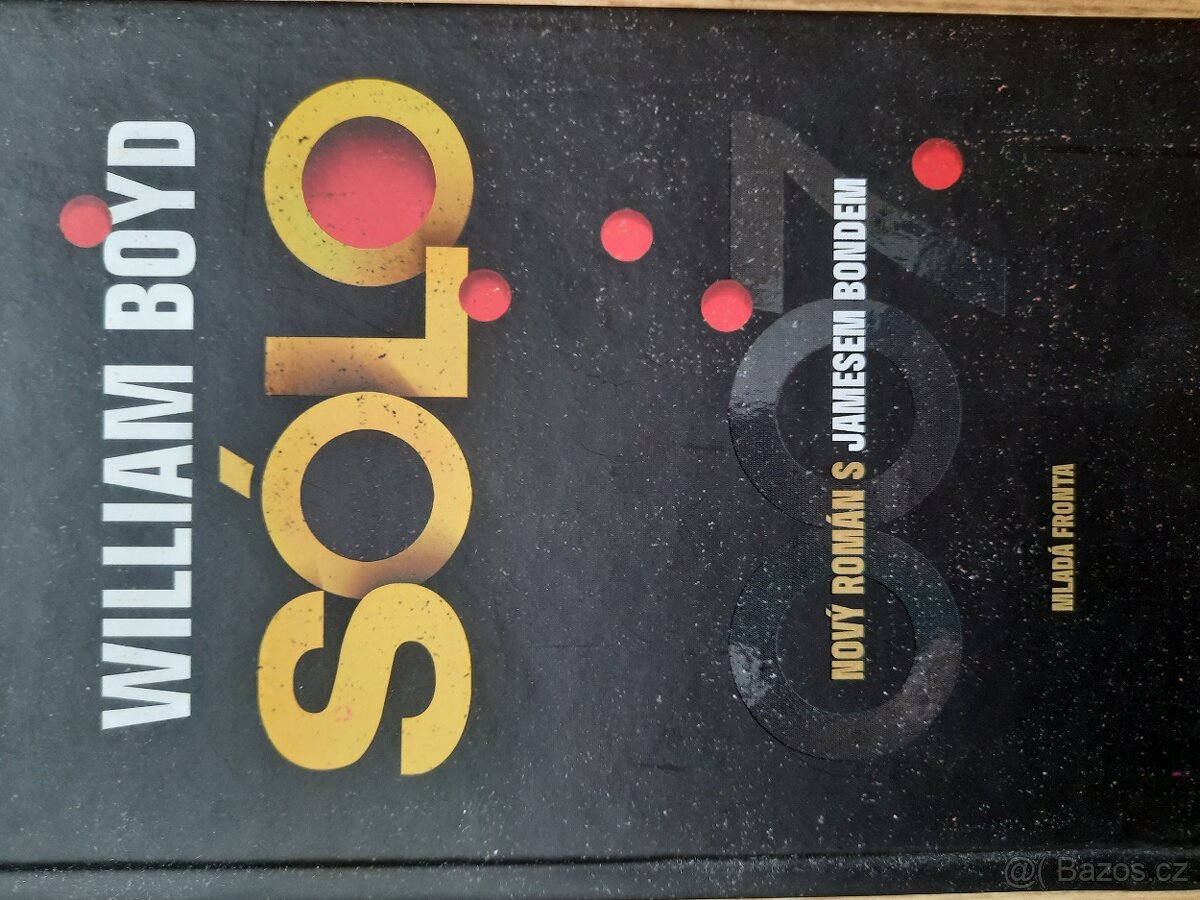 WILLIAM BOYD
SÓLO
007
NOVÝ ROMÁN S JAMESEM BONDEM
MLADÁ FRONTA
@( Bazos.cz